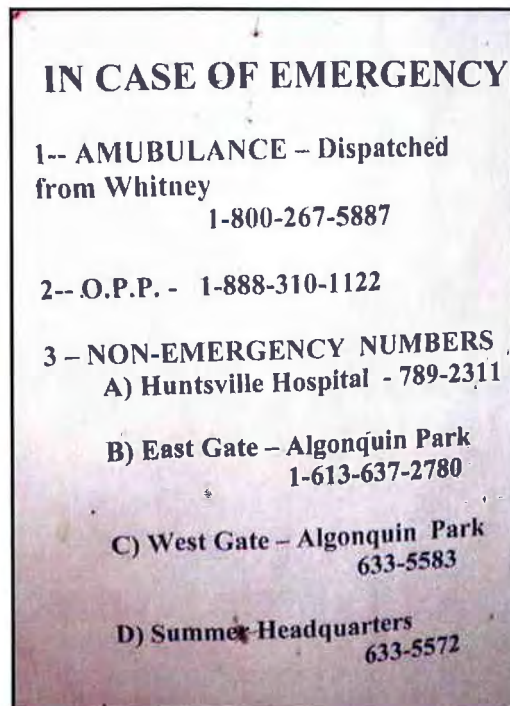 IN CASE OF EMERGENCY
1-- AMUBULANCE – Dispatched
from Whitney
1-800-267-5887
2-- O.P.P. - 1-888-310-1122
3 – NON-EMERGENCY NUMBERS
A) Huntsville Hospital - 789-2311
B) East Gate – Algonquin Park
1-613-637-2780
C) West Gate – Algonquin Park
633-5583
D) Summer Headquarters
633-5572